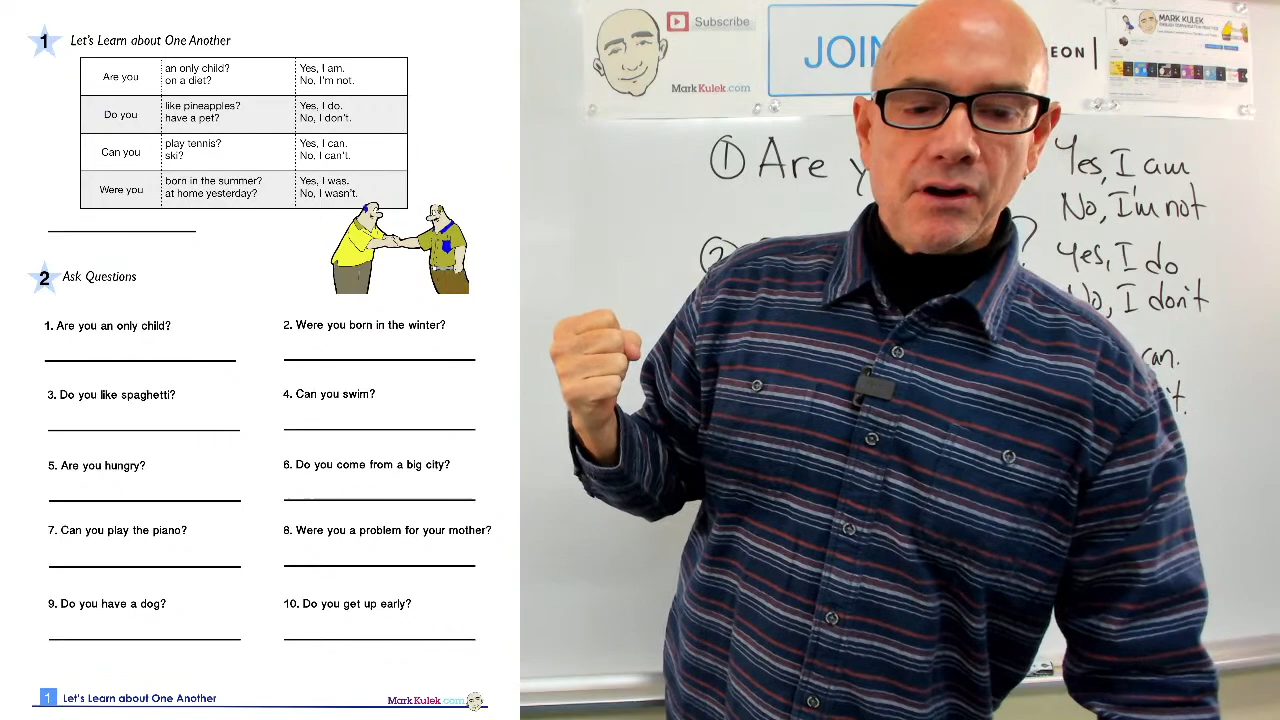 1 Let's Learn about One Another
Are you
an only child?
on a diet?
Yes, I am.
No, I'm not.
Do you
like pineapples?
have a pet?
Yes, I do.
No, I don't.
Can you
play tennis?
ski?
Yes, I can.
No. I can't.
Were you
born in the summer?
at home yesterday?
Yes, I was.
No, I wasn't.
2 Ask Questions
1. Are you an only child?
2. Were you born in the winter?
3. Do you like spaghetti?
4. Can you swim?
5. Are you hungry?
6. Do you come from a big city?
7. Can you play the piano?
8. Were you a problem for your mother?
9. Do you have a dog?
10. Do you get up early?
1 Let's Learn about One Another
MarkKulek.com
Subscribe
MarkKulek.com
JOIN
EON
MARK KULEK
① Are y
Yes, I am
No, I'm not
②
?
Yes, I do
No, I don't
can.